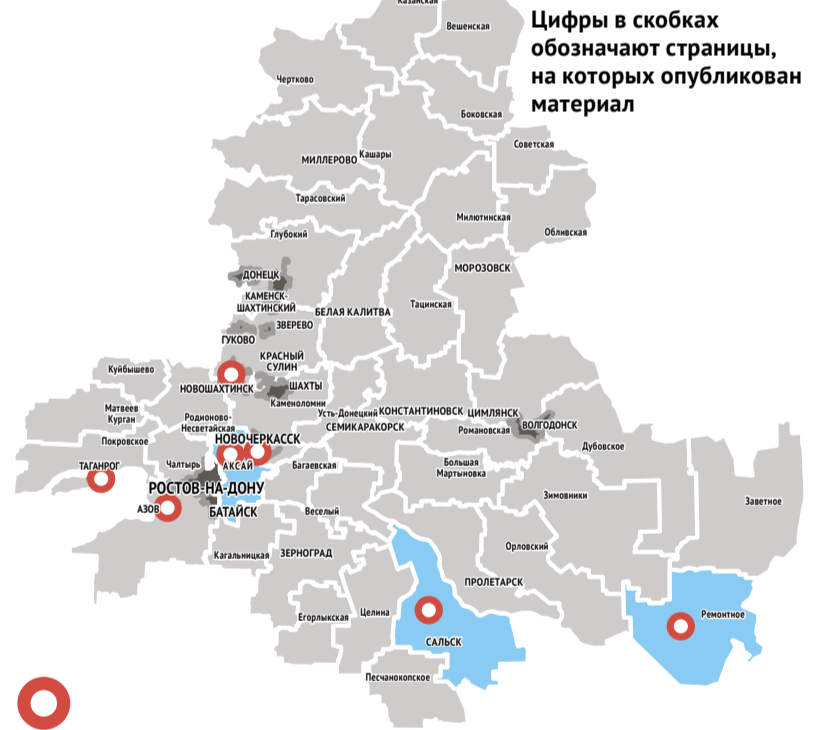 Казанская
Вешенская
Цифры в скобках
обозначают страницы,
на которых опубликован
материал
Чертково
Боковская
Советская
МИЛЛЕРОВО
Кашары
Тарасовский
Милютинская
Обливская
Глубокий
МОРОЗОВСК
ДОНЕЦК
КАМЕНСК-
ШАХТИНСКИЙ
БЕЛАЯ КАЛИТВА
Тацинская
ЗВЕРЕВО
ГУКОВО
КРАСНЫЙ
СУЛИН
Куйбышево
НОВОШАХТИНСК
ШАХТЫ
Каменоломни
Матвеев
Курган
Родионово-
Несветайская
Усть-Донецкий
КОНСТАНТИНОВСК
ЦИМЛЯНСК
СЕМИКАРАКОРСК
Романовская
ВОЛГОДОНСК
Покровское
НОВОЧЕРКАССК
Дубовское
ТАГАНРОГ
Чалтырь
АКСАЙ
Багаевская
Большая
Мартыновка
РОСТОВ-НА-ДОНУ
Зимовники
Заветное
АЗОВ
БАТАЙСК
Веселый
Кагальницкая
ЗЕРНОГРАД
Орловский
ПРОЛЕТАРСК
Егорлыкская
Целина
Ремонтное
САЛЬСК
Песчанокопское